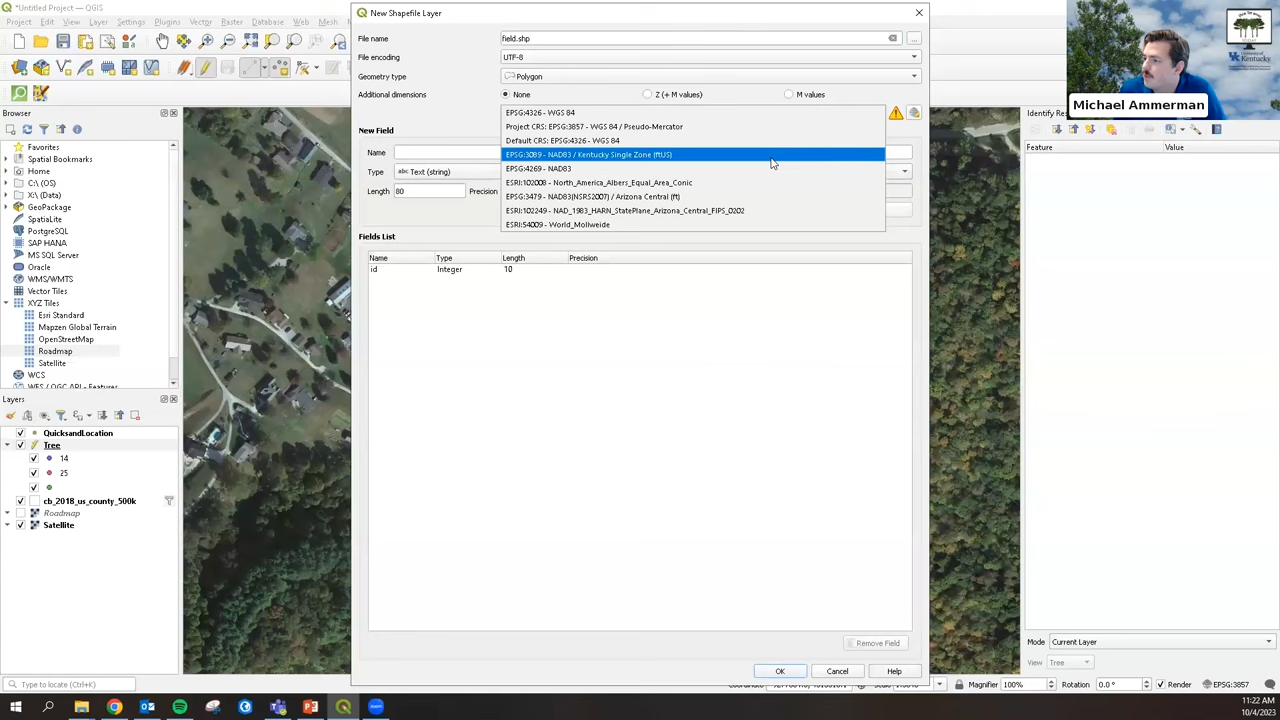 *Untitled Project — QGIS
Project Edit View Layer Settings Plugins Vector Raster Database Web Mesh
New Shapefile Layer
File name field.shp
File encoding UTF-8
Geometry type Polygon
Additional dimensions None Z (+ M values) M values
EPSG:4326 - WGS 84
Project CRS: EPSG:3857 - WGS 84 / Pseudo-Mercator
Default CRS: EPSG:4326 - WGS 84
EPSG:3089 - NAD83 / Kentucky Single Zone (ftUS)
EPSG:4269 - NAD83
ESRI:102008 - North_America_Albers_Equal_Area_Conic
EPSG:3479 - NAD83(NSRS2007) / Arizona Central (ft)
ESRI:102249 - NAD_1983_HARN_StatePlane_Arizona_Central_FIPS_0202
ESRI:54009 - World_Mollweide
New Field
Name
Type abc Text (string)
Length 80 Precision
Fields List
Name Type Length Precision
id Integer 10
Remove Field
OK Cancel Help
Browser
Favorites
Spatial Bookmarks
Home
C:\ (OS)
X:\ (Data)
GeoPackage
SpatiaLite
PostgreSQL
SAP HANA
MS SQL Server
Oracle
WMS/WMTS
Vector Tiles
XYZ Tiles
Esri Standard
Mapzen Global Terrain
OpenStreetMap
Roadmap
Satellite
WCS
WFS / OGC API - Features
Layers
QuicksandLocation
Tree
14
25
cb_2018_us_county_500k
Roadmap
Satellite
Type to locate (Ctrl+K)
Michael Ammerman
University of
Kentucky
Feature Value
Mode Current Layer
View Tree
Magnifier 100% Rotation 0.0 ° Render EPSG:3857
11:22 AM
10/4/2023